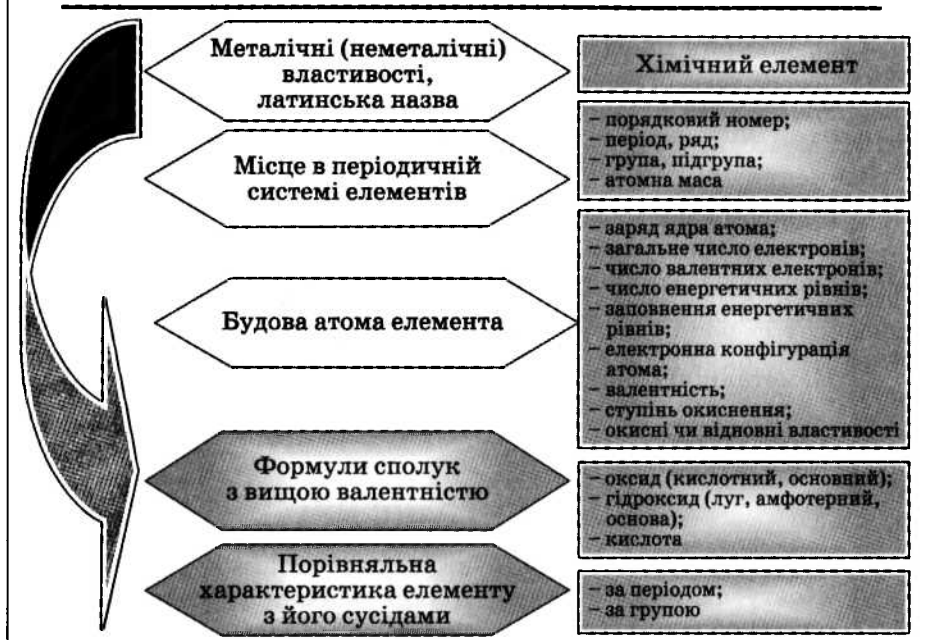 Металічні (неметалічні)
властивості,
латинська назва
Хімічний елемент
Місце в періодичній
системі елементів
– порядковий номер;
– період, ряд;
– група, підгрупа;
– атомна маса
Будова атома елемента
– заряд ядра атома;
– загальне число електронів;
– число валентних електронів;
– число енергетичних рівнів;
– заповнення енергетичних
рівнів;
– електронна конфігурація
атома;
– валентність;
– ступінь окиснення;
– окисні чи відновні властивості
Формули сполук
з вищою валентністю
– оксид (кислотний, основний);
– гідроксид (луг, амфотерний,
основа);
– кислота
Порівняльна
характеристика елементу
з його сусідами
– за періодом;
– за групою